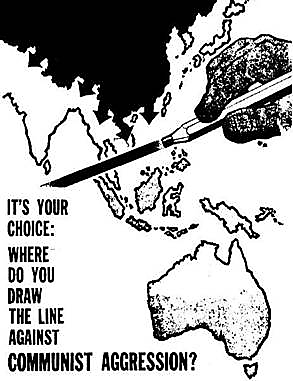 IT'S YOUR
CHOICE:
WHERE
DO YOU
DRAW
THE LINE
AGAINST
COMMUNIST AGGRESSION?